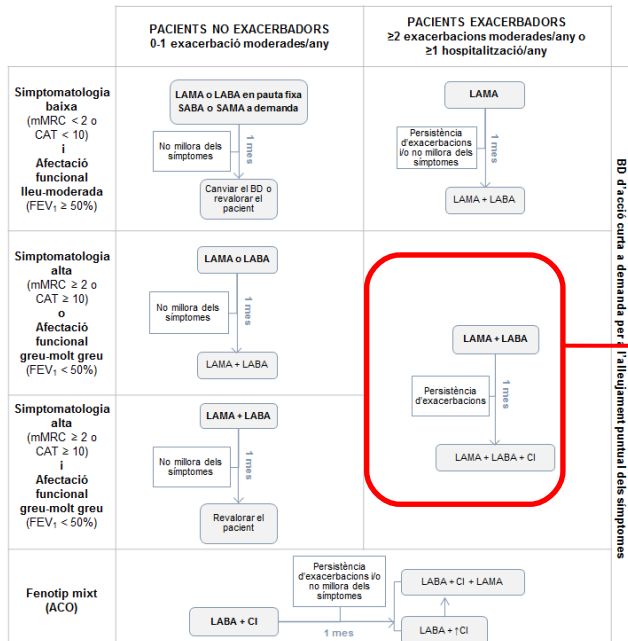 PACIENTS NO EXACERBADORS
0-1 exacerbació moderades/any
PACIENTS EXACERBADORS
≥2 exacerbacions moderades/any o
≥1 hospitalització/any
Simptomatologia
baixa
(mMRC < 2 o
CAT < 10)
i
Afectació
funcional
lleu-moderada
(FEV₁ ≥ 50%)
LAMA o LABA en pauta fixa
SABA o SAMA a demanda
No millora dels
símptomes
1 mes
Canviar el BD o
revalorar el
pacient
LAMA
Persistència
d'exacerbacions
i/o no millora dels
símptomes
1 mes
LAMA + LABA
Simptomatologia
alta
(mMRC ≥ 2 o
CAT ≥ 10)
o
Afectació
funcional
greu-molt greu
(FEV₁ < 50%)
LAMA o LABA
No millora dels
símptomes
1 mes
LAMA + LABA
LAMA + LABA
Persistència
d'exacerbacions
1 mes
LAMA + LABA + CI
Simptomatologia
alta
(mMRC ≥ 2 o
CAT ≥ 10)
i
Afectació
funcional
greu-molt greu
(FEV₁ < 50%)
LAMA + LABA
No millora dels
símptomes
1 mes
Revalorar el
pacient
Fenotip mixt
(ACO)
LABA + CI
Persistència
d'exacerbacions i/o
no millora dels
símptomes
1 mes
LABA + CI + LAMA
LABA + ↑CI
BD d'acció curta a demanda per a l'alleujament puntual dels símptomes